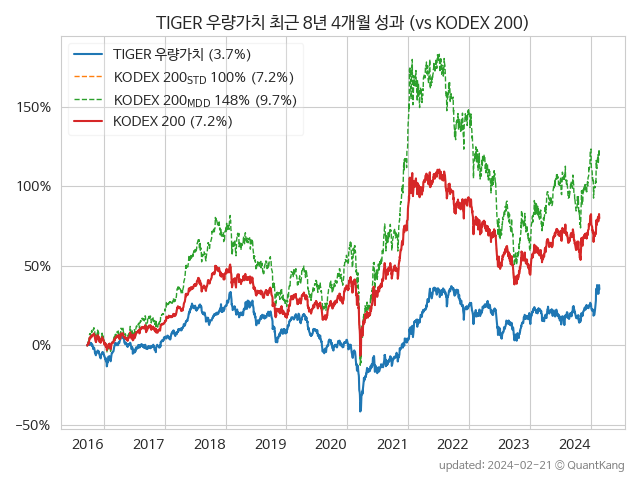 TIGER 우량가치 최근 8년 4개월 성과 (vs KODEX 200)
TIGER 우량가치 (3.7%)
KODEX 200STD 100% (7.2%)
KODEX 200MDD 148% (9.7%)
KODEX 200 (7.2%)
150%
100%
50%
0%
−50%
2016 2017 2018 2019 2020 2021 2022 2023 2024
updated: 2024-02-21 © QuantKang